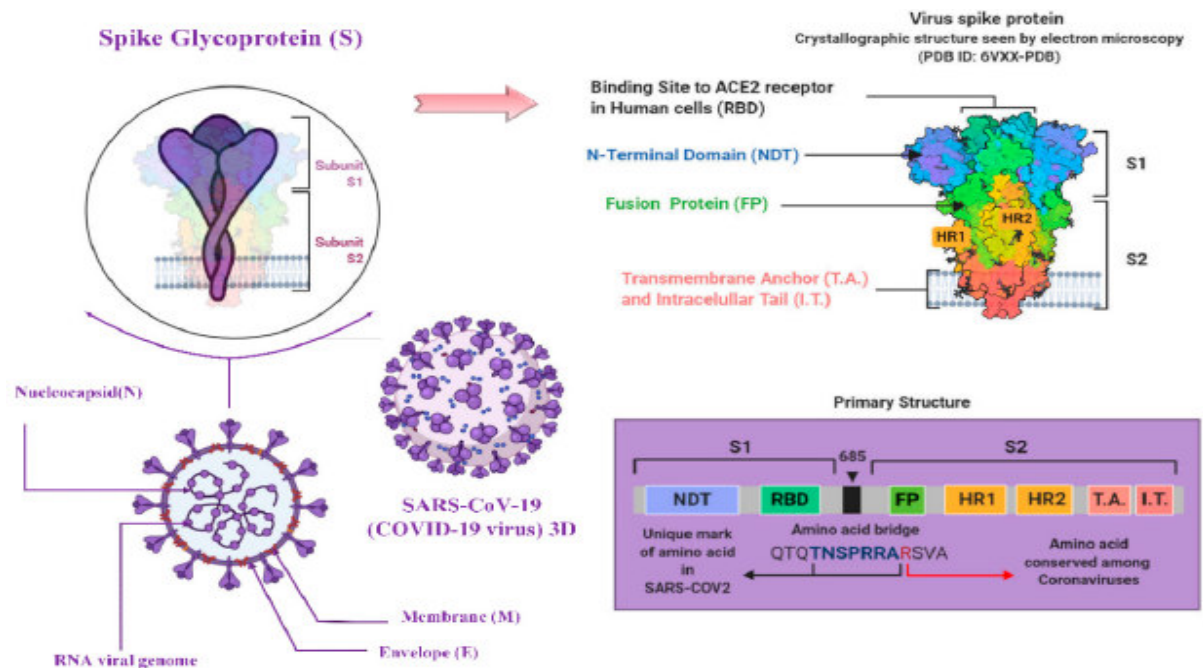 Spike Glycoprotein (S)
Subunit
S1
Subunit
S2
Nucleocapsid(N)
RNA viral genome
Membrane (M)
Envelope (E)
SARS-CoV-19
(COVID-19 virus) 3D
Virus spike protein
Crystallographic structure seen by electron microscopy
(PDB ID: 6VXX-PDB)
Binding Site to ACE2 receptor
in Human cells (RBD)
N-Terminal Domain (NDT)
Fusion Protein (FP)
Transmembrane Anchor (T.A.)
and Intracelullar Tail (I.T.)
HR2
HR1
S1
S2
Primary Structure
S1
685
S2
NDT
RBD
FP
HR1
HR2
T.A.
I.T.
Unique mark
of amino acid
in
SARS-COV2
Amino acid bridge
QTQTNSPRRARSVA
Amino acid
conserved among
Coronaviruses